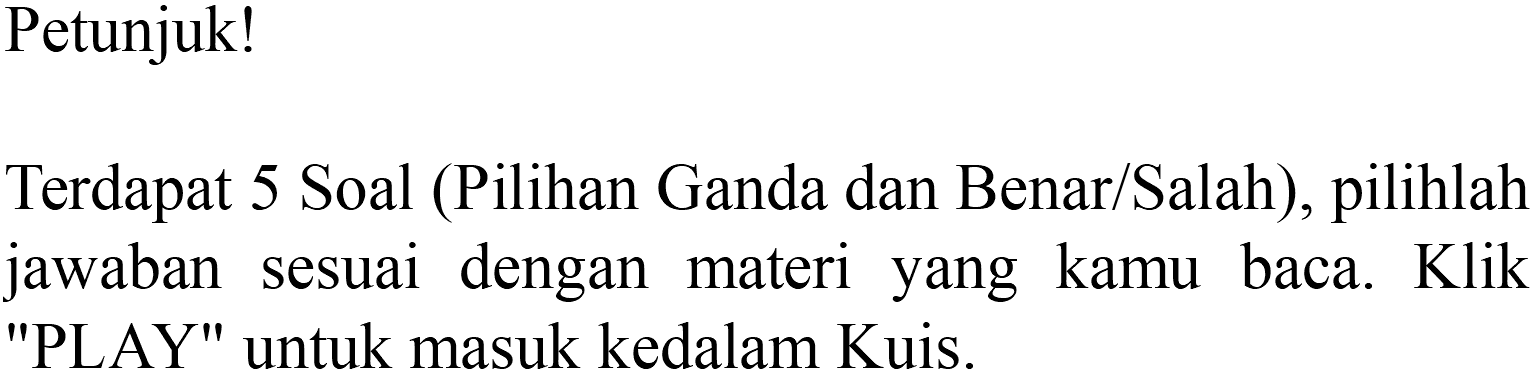 Petunjuk!
Terdapat 5 Soal (Pilihan Ganda dan Benar/Salah), pilihlah
jawaban sesuai dengan materi yang kamu baca. Klik
"PLAY" untuk masuk kedalam Kuis.